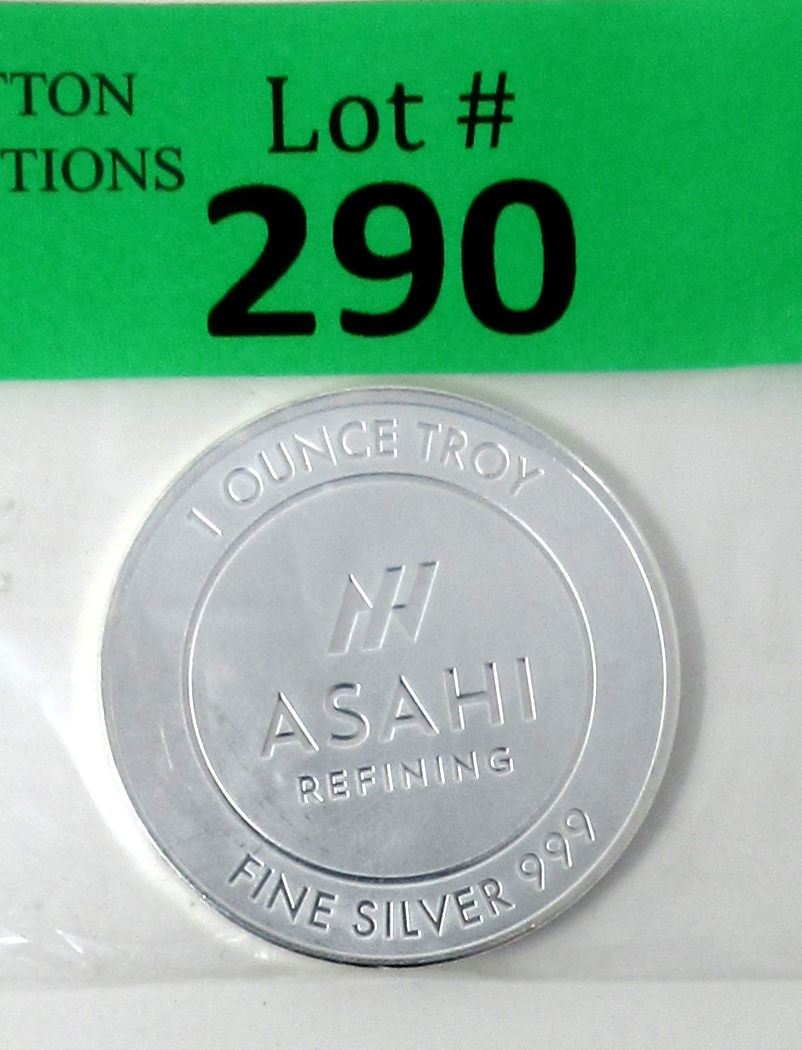 TTON
TIONS
Lot #
290
1 OUNCE TROY
ASAHI
REFINING
FINE SILVER 999